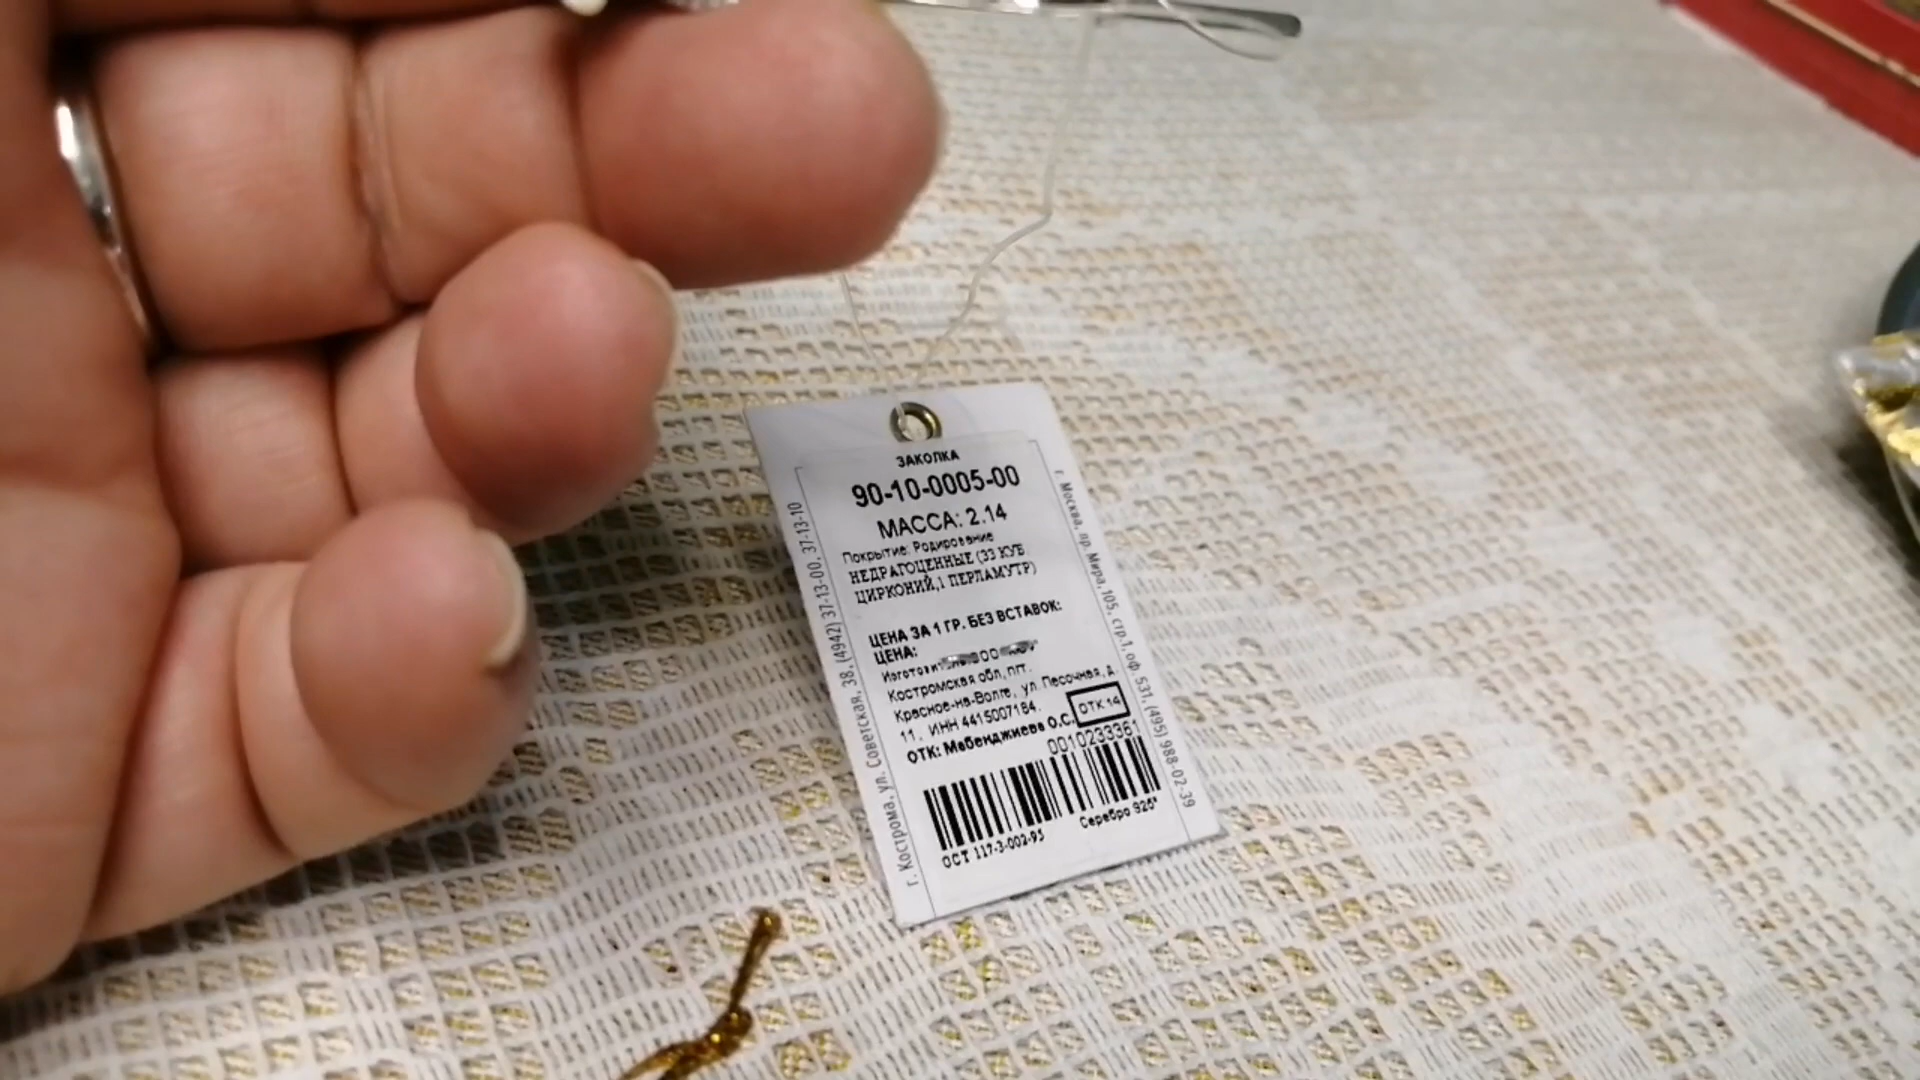 ЗАКОЛКА
90-10-0005-00
МАССА: 2.14
Покрытие: Родирование
НЕДРАГОЦЕННЫЕ (33 КУБ
ЦИРКОНИЙ,1 ПЕРЛАМУТР)
ЦЕНА ЗА 1 ГР. БЕЗ ВСТАВОК:
ЦЕНА:
Костромская обл, пгт.
Красное-на-Волге, ул. Песочная, д.
11, ИНН 4415007184.
ОТК: Мабенджиева О.С.
ОТК 14
0010233361
ОСТ 117-3-002-95
Серебро 925*
г. Кострома, ул. Советская, 38, (4942) 37-13-00, 37-13-10
г. Москва, пр. Мира, 105, стр.1, оф. 531, (495) 988-02-39